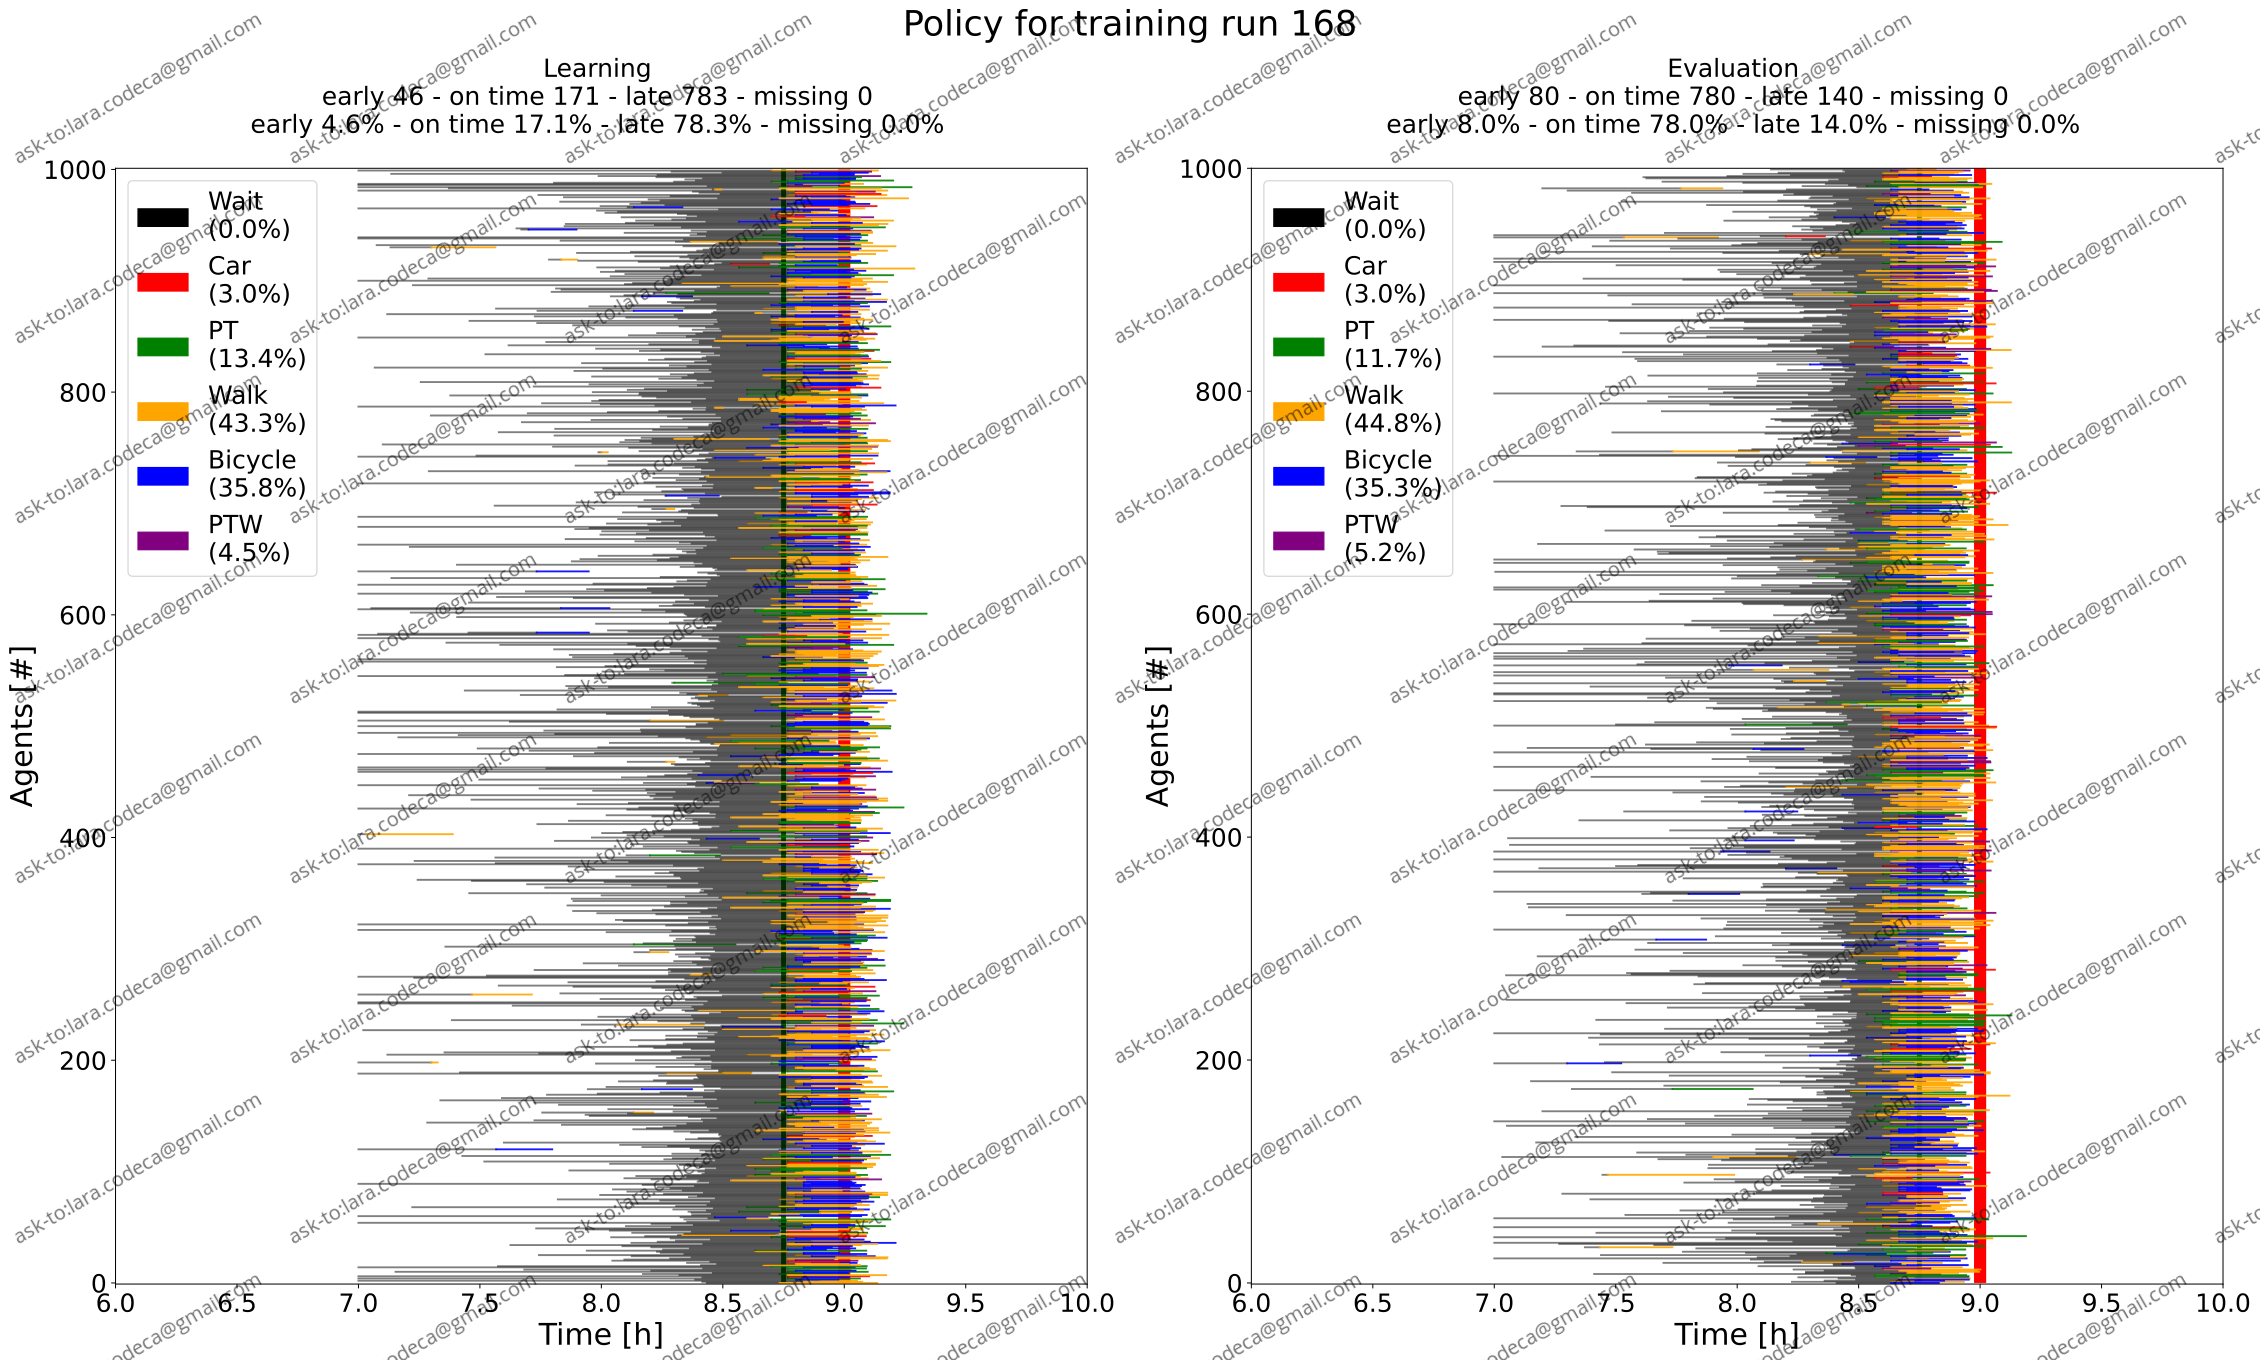 Policy for training run 168
Learning
early 46 - on time 171 - late 783 - missing 0
early 4.6% - on time 17.1% - late 78.3% - missing 0.0%
Wait
(0.0%)
Car
(3.0%)
PT
(13.4%)
Walk
(43.3%)
Bicycle
(35.8%)
PTW
(4.5%)
Agents [#]
1000
800
600
400
200
0
6.0 6.5 7.0 7.5 8.0 8.5 9.0 9.5 10.0
Time [h]
Evaluation
early 80 - on time 780 - late 140 - missing 0
early 8.0% - on time 78.0% - late 14.0% - missing 0.0%
Wait
(0.0%)
Car
(3.0%)
PT
(11.7%)
Walk
(44.8%)
Bicycle
(35.3%)
PTW
(5.2%)
Agents [#]
1000
800
600
400
200
0
6.0 6.5 7.0 7.5 8.0 8.5 9.0 9.5 10.0
Time [h]
ask-to:lara.codeca@gmail.com